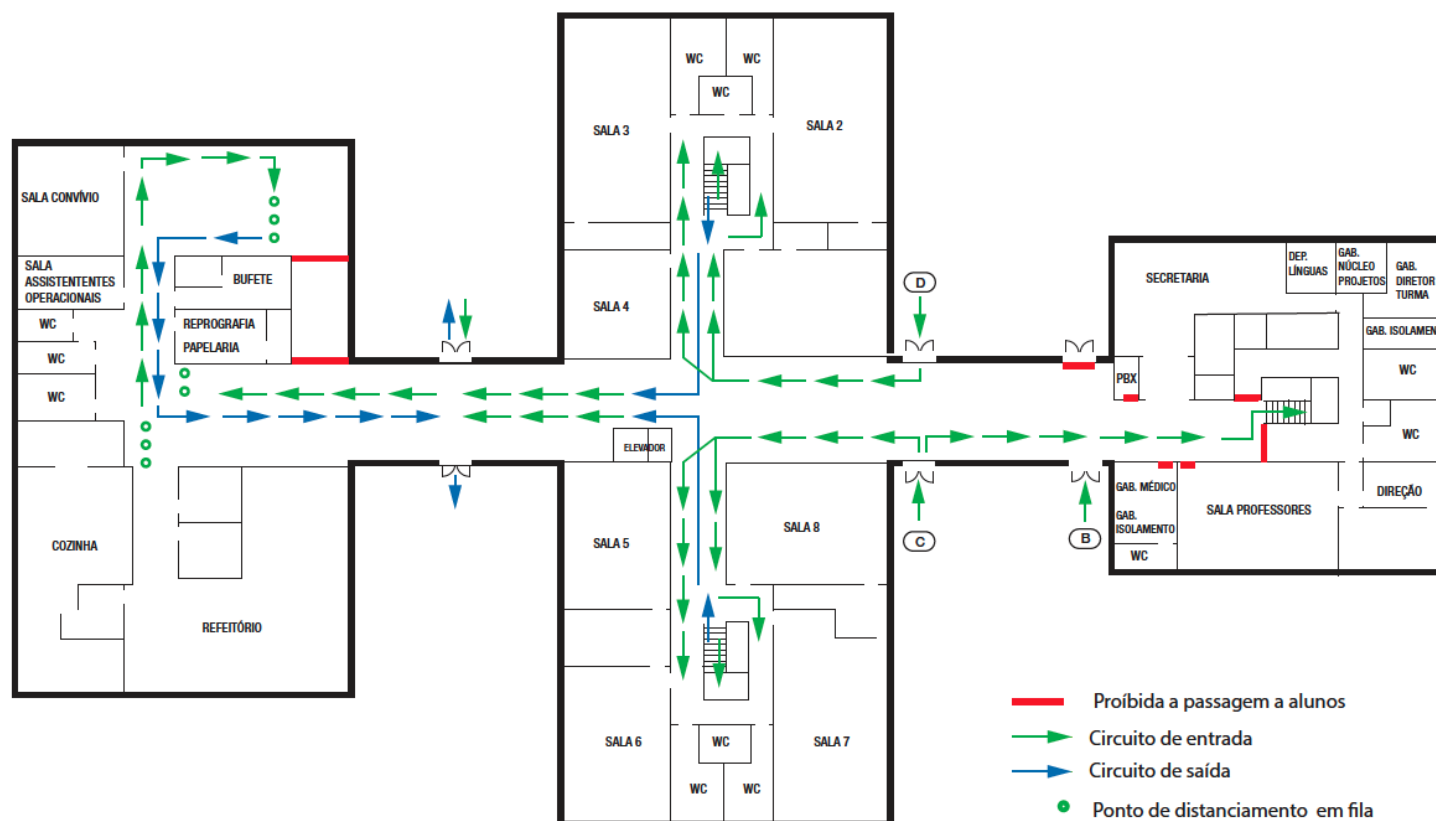 WC
WC
WC
SALA 3
SALA 2
SALA CONVÍVIO
SALA
ASSISTENTENTES
OPERACIONAIS
WC
WC
WC
BUFETE
REPROGRAFIA
PAPELARIA
SALA 4
D
SECRETARIA
DEP.
LÍNGUAS
GAB.
NÚCLEO
PROJETOS
GAB.
DIRETOR
TURMA
GAB. ISOLAMEN
WC
PBX
WC
ELEVADOR
COZINHA
REFEITÓRIO
SALA 5
SALA 8
C
B
GAB. MÉDICO
GAB.
ISOLAMENTO
WC
SALA PROFESSORES
DIREÇÃO
SALA 6
WC
SALA 7
WC
WC
Proíbida a passagem a alunos
Circuito de entrada
Circuito de saída
Ponto de distanciamento em fila